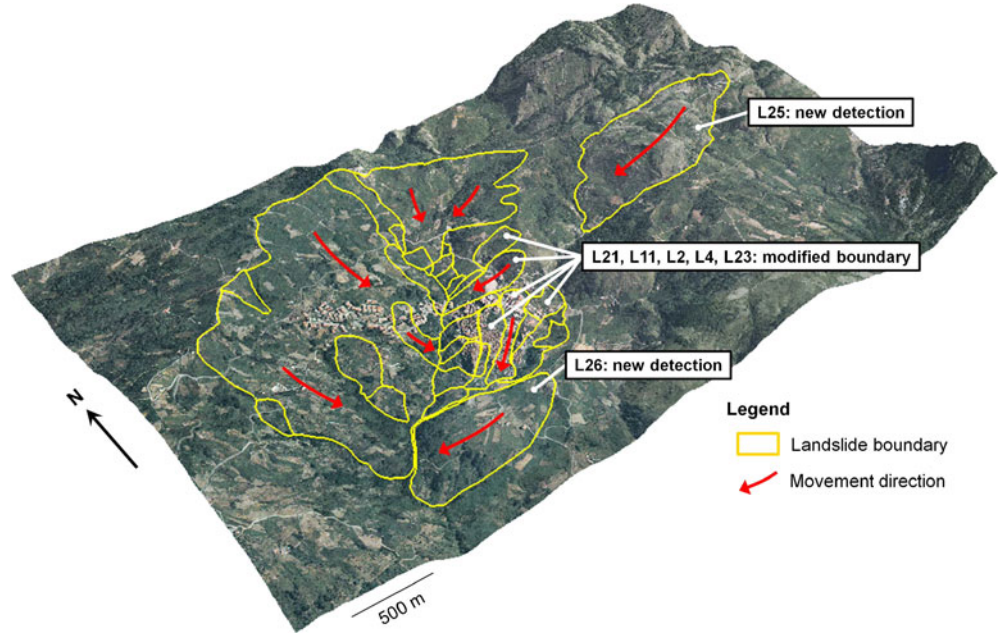 L25: new detection
L21, L11, L2, L4, L23: modified boundary
L26: new detection
N
Legend
Landslide boundary
Movement direction
500 m